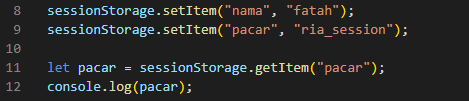 8 sessionStorage.setItem("nama", "fatah");
9 sessionStorage.setItem("pacar", "ria_session");
10
11 let pacar = sessionStorage.getItem("pacar");
12 console.log(pacar);